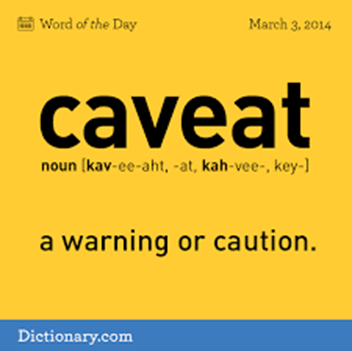 Word of the Day
March 3, 2014
caveat
noun [kav-ee-aht, -at, kah-vee-, key-]
a warning or caution.
Dictionary.com